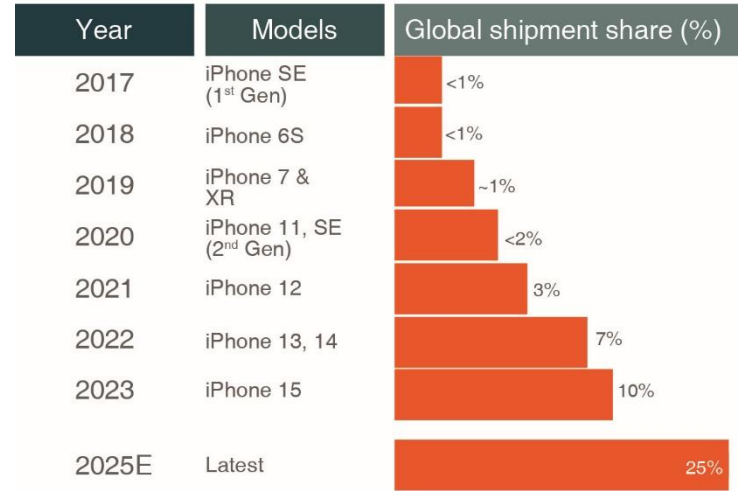 Year Models Global shipment share (%)
2017 iPhone SE (1st Gen) <1%
2018 iPhone 6S <1%
2019 iPhone 7 & XR ~1%
2020 iPhone 11, SE (2nd Gen) <2%
2021 iPhone 12 3%
2022 iPhone 13, 14 7%
2023 iPhone 15 10%
2025E Latest 25%